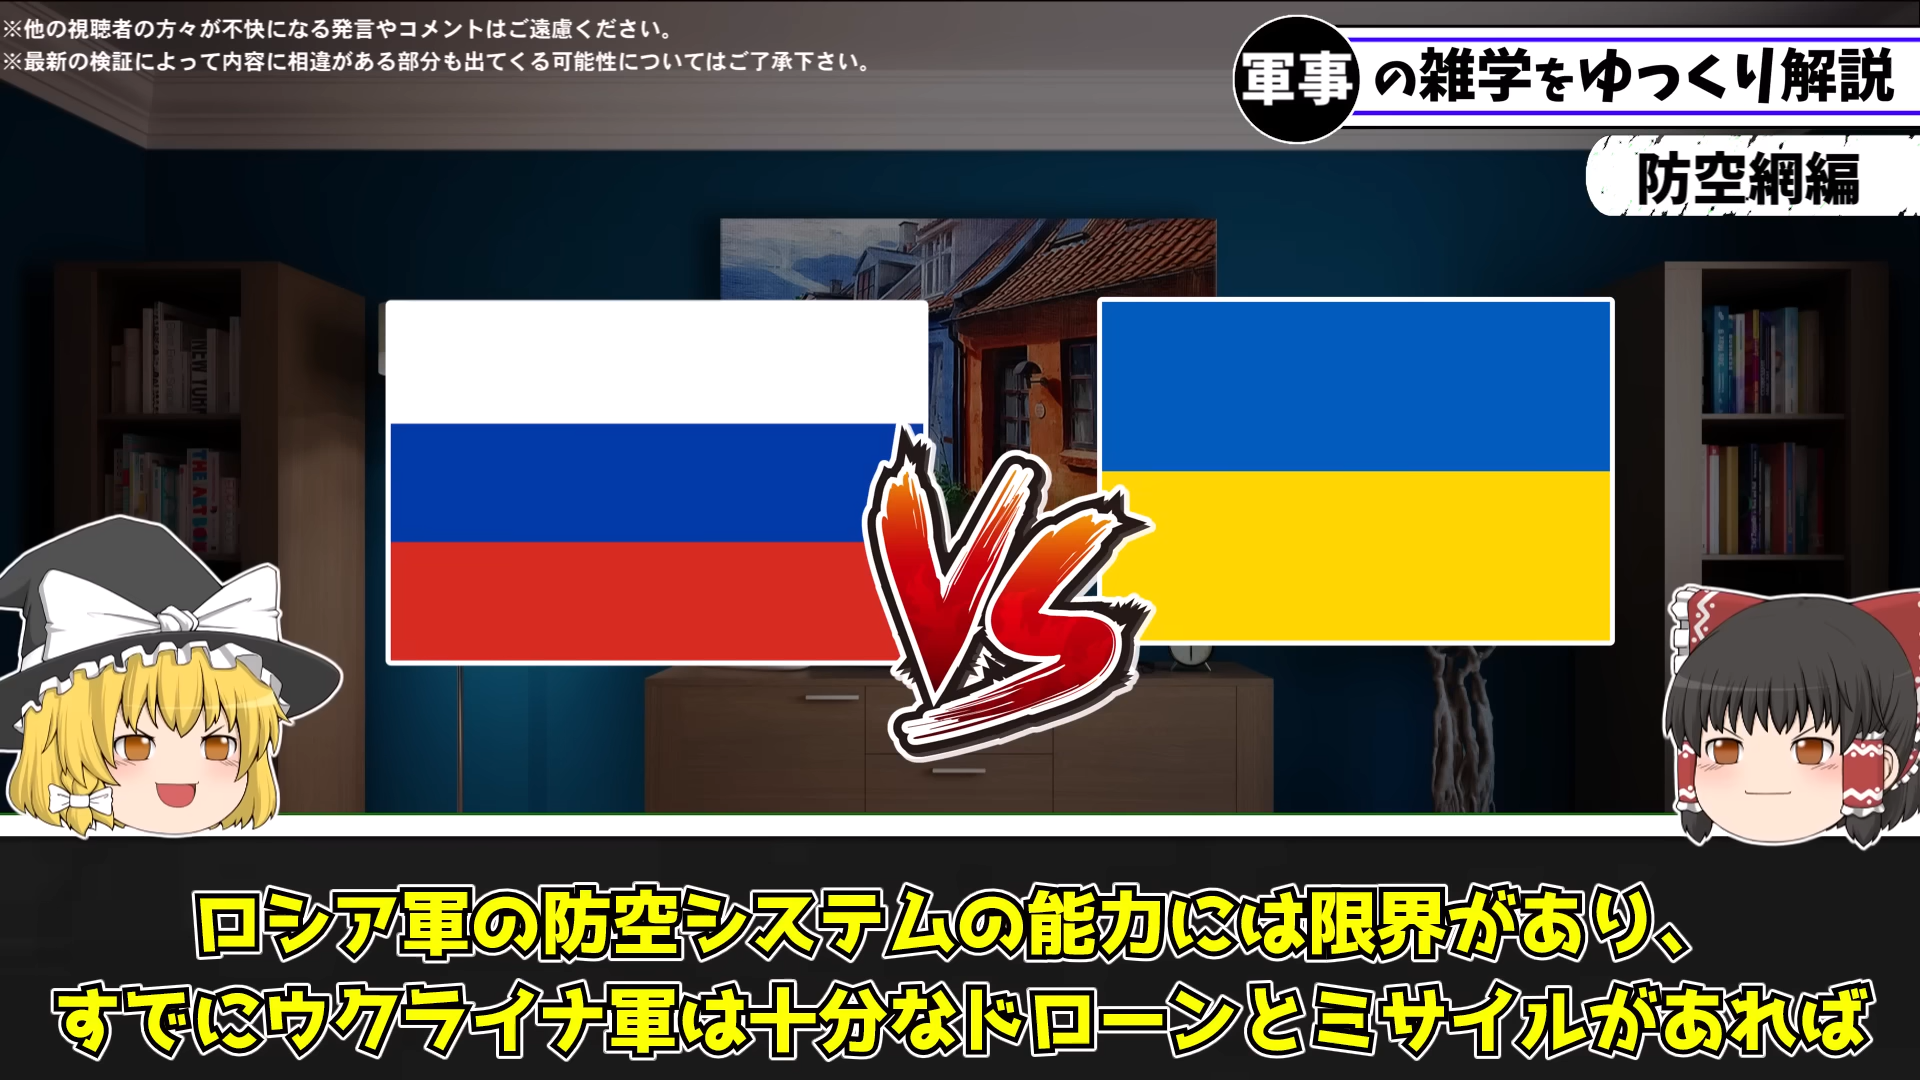 ※他の視聴者の方々が不快になる発言やコメントはご遠慮ください。
※最新の検証によって内容に相違がある部分も出てくる可能性についてはご了承下さい。
軍事の雑学をゆっくり解説
防空網編
VS
ロシア軍の防空システムの能力には限界があり、
すでにウクライナ軍は十分なドローンとミサイルがあれば